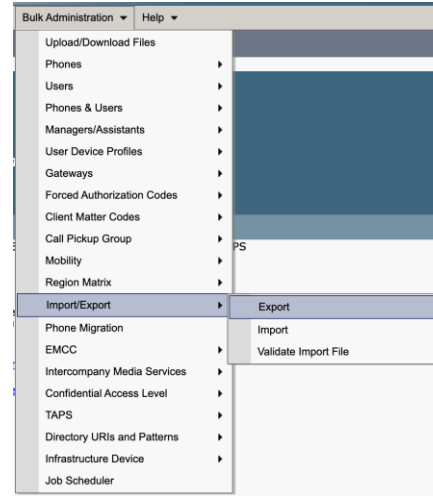 Bulk Administration Help
Upload/Download Files
Phones
Users
Phones & Users
Managers/Assistants
User Device Profiles
Gateways
Forced Authorization Codes
Client Matter Codes
Call Pickup Group
Mobility
Region Matrix
Import/Export
Export
Phone Migration
Import
EMCC
Validate Import File
Intercompany Media Services
Confidential Access Level
TAPS
Directory URIs and Patterns
Infrastructure Device
Job Scheduler